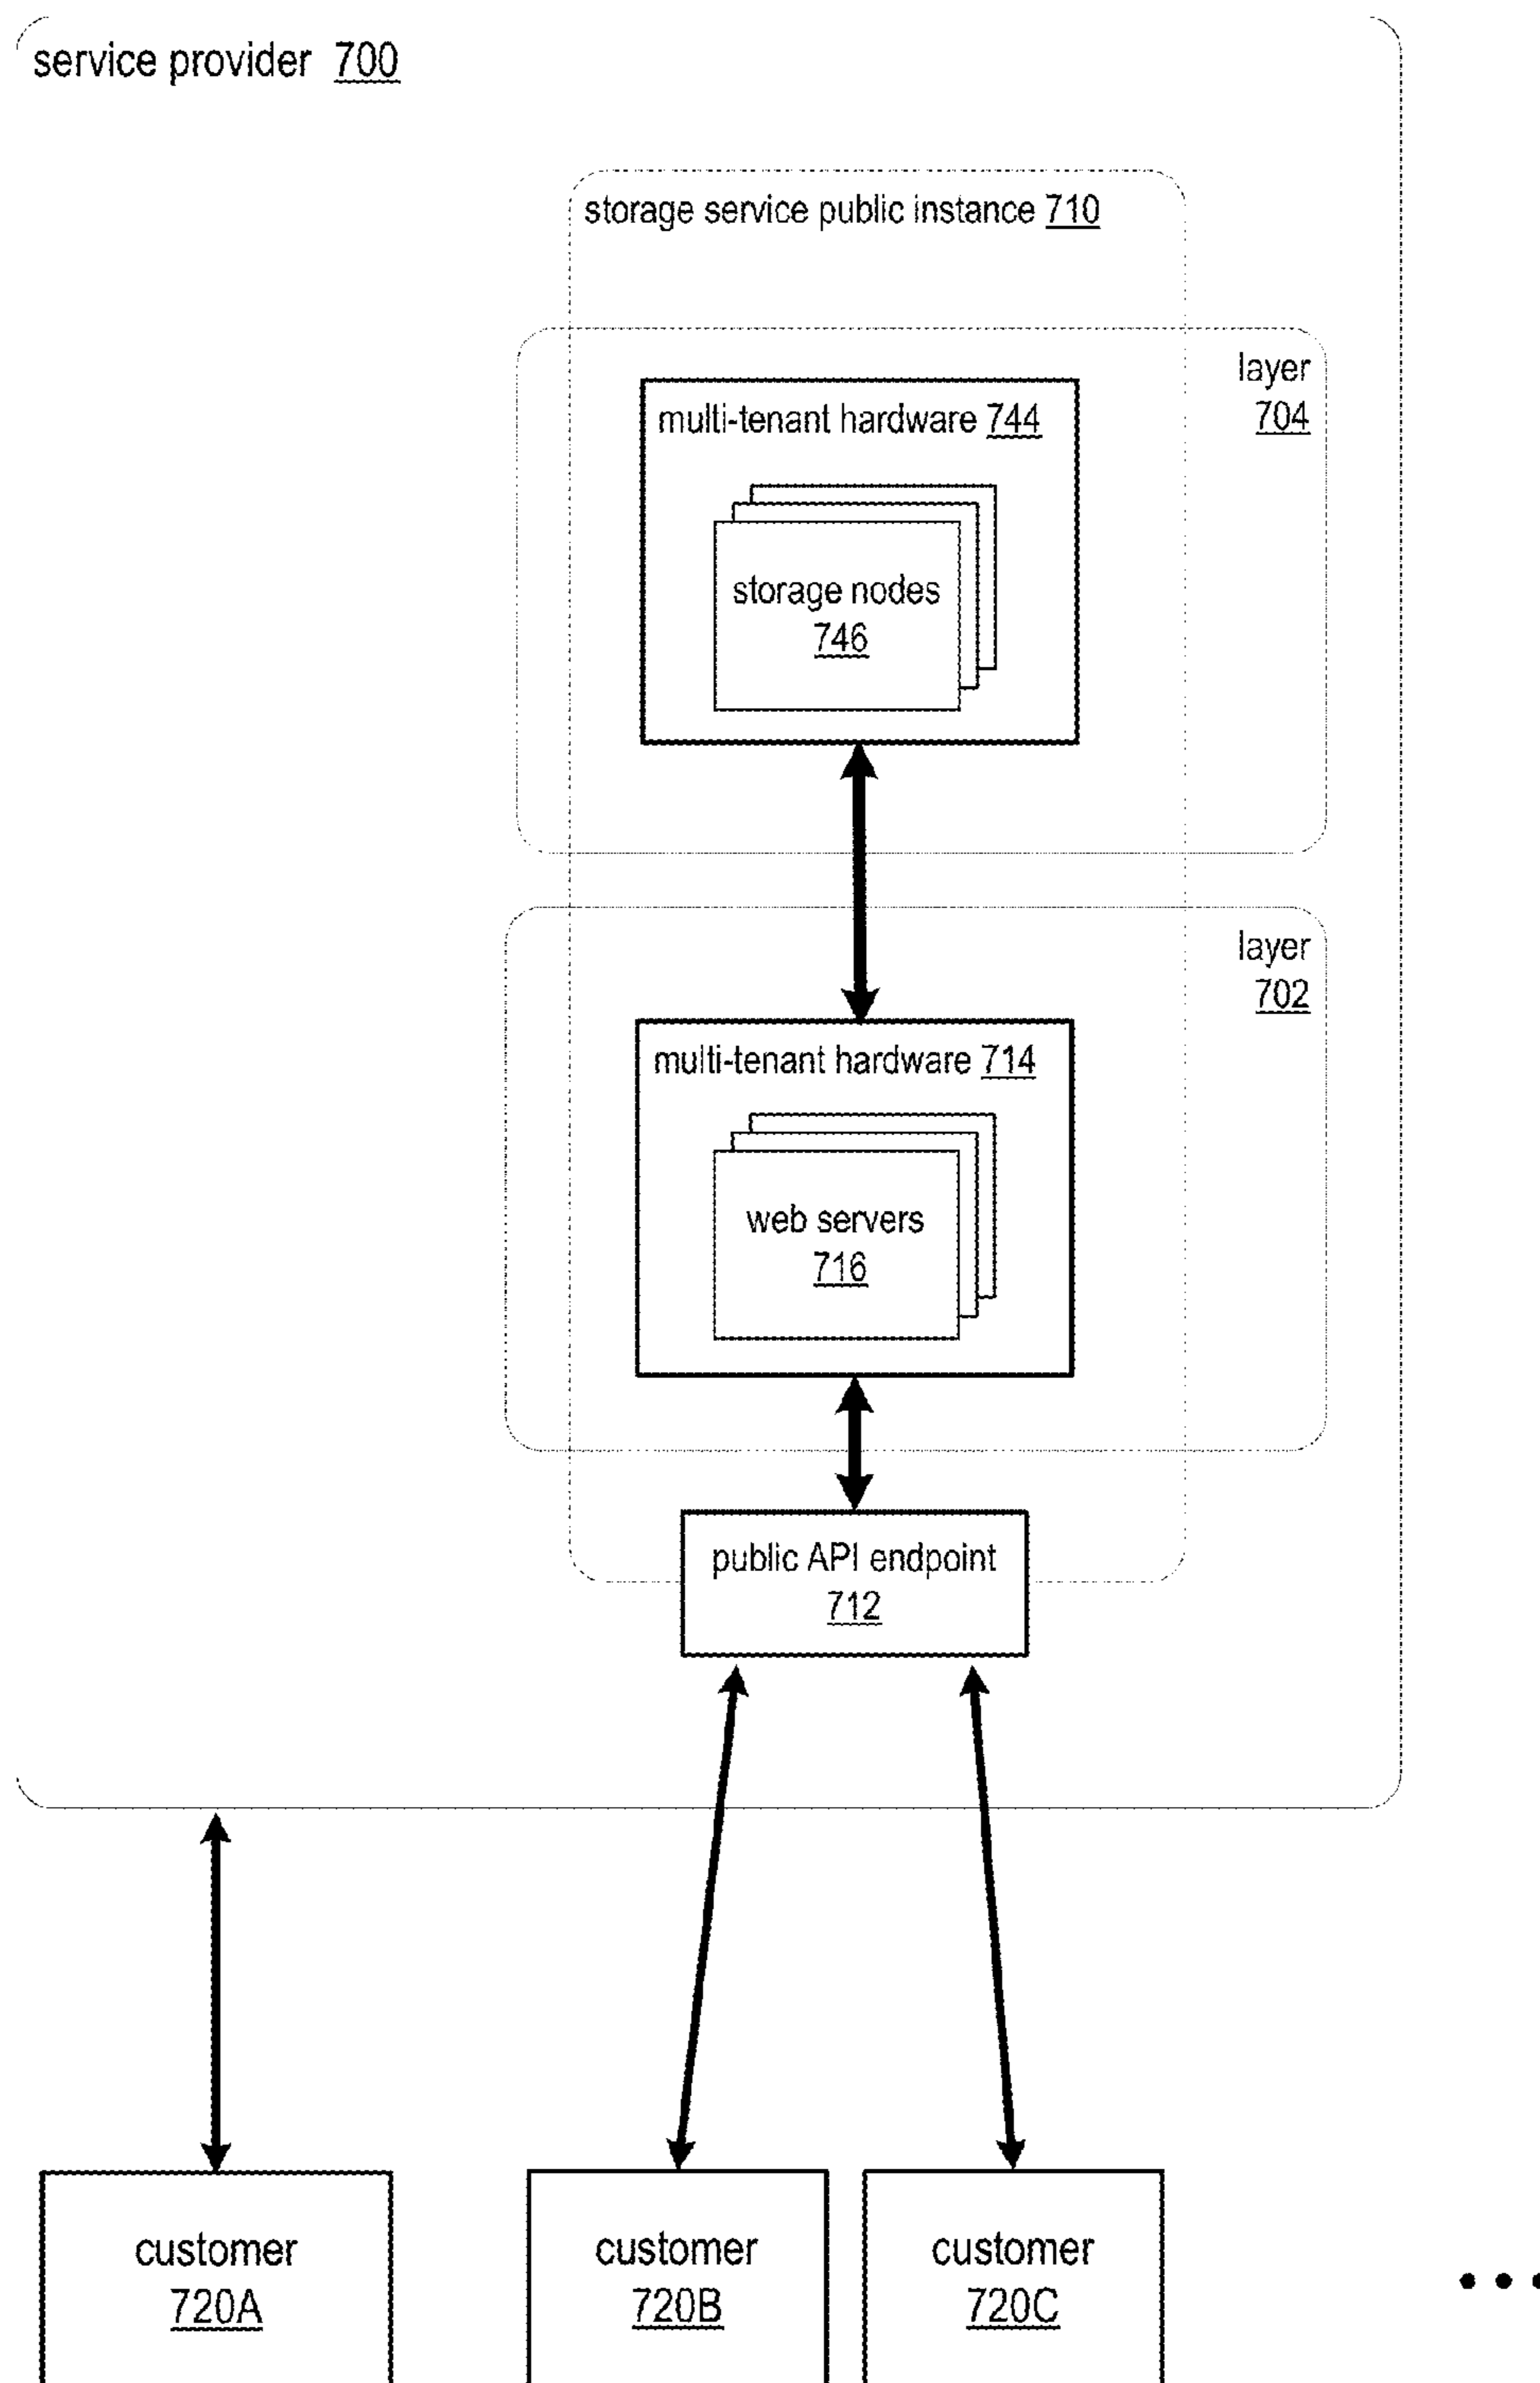 service provider 700
storage service public instance 710
layer
704
multi-tenant hardware 744
storage nodes
746
layer
702
multi-tenant hardware 714
web servers
716
public API endpoint
712
customer
720A
customer
720B
customer
720C
• • •